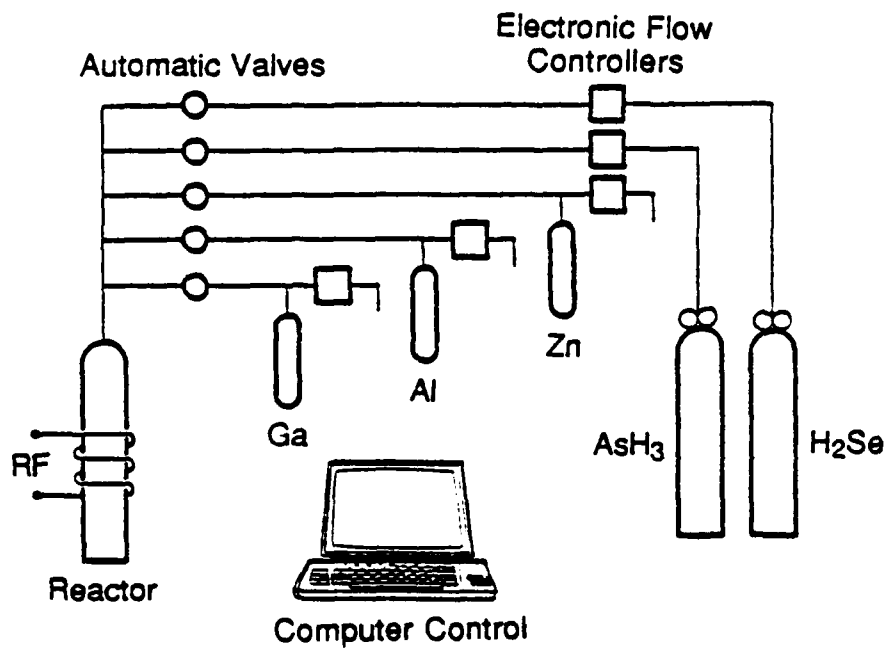 Electronic Flow
Controllers
Automatic Valves
Zn
Al
Ga
AsH₃
H₂Se
RF
Reactor
Computer Control